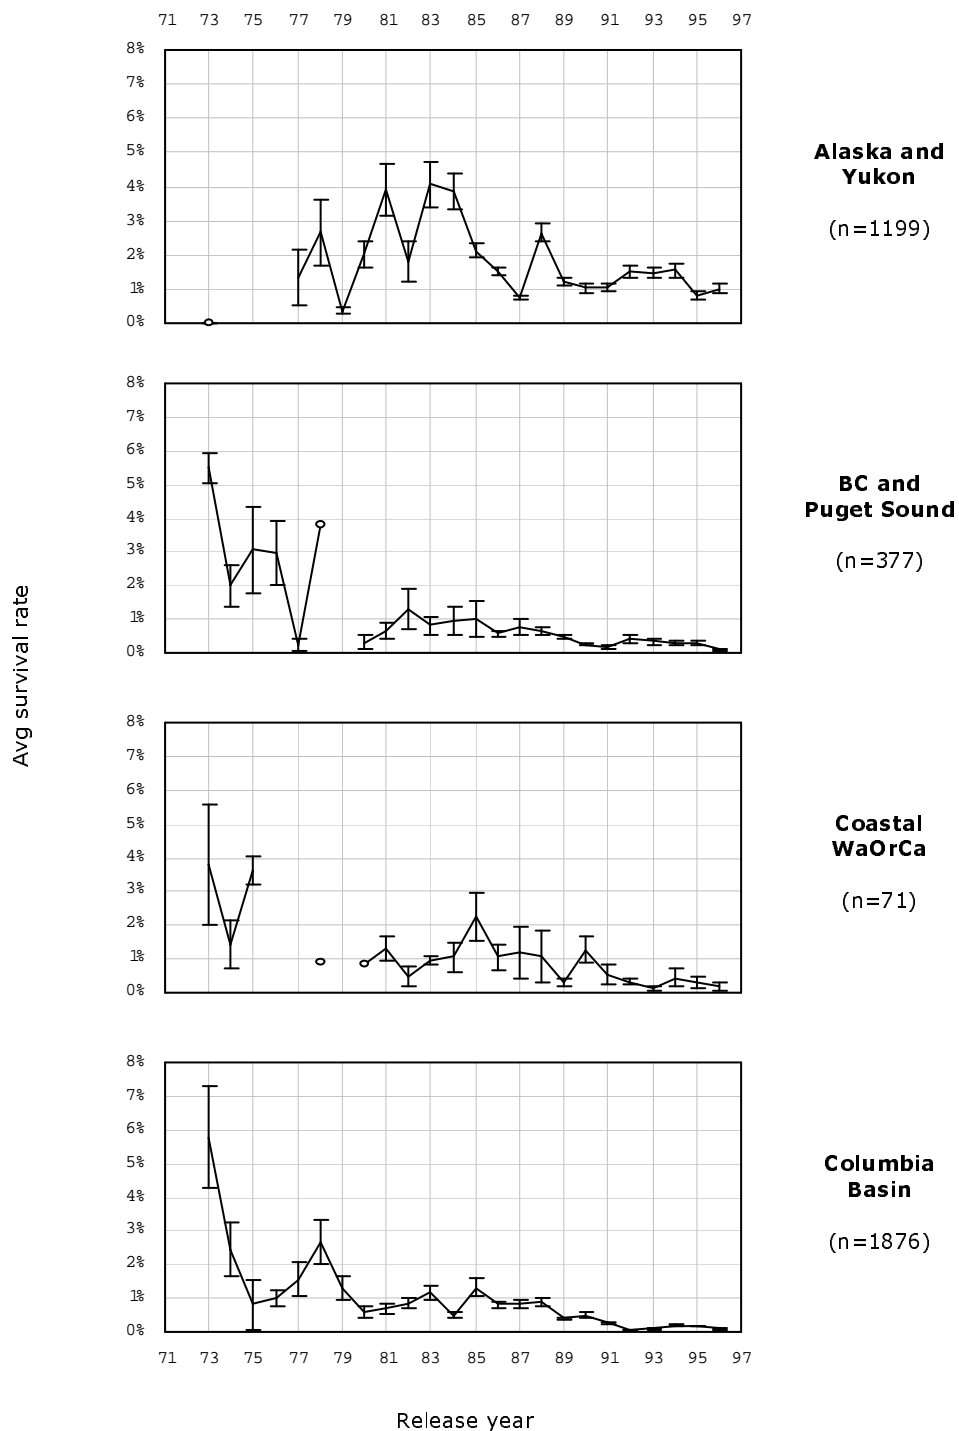 71 73 75 77 79 81 83 85 87 89 91 93 95 97
8%
7%
6%
5%
4%
3%
2%
1%
0%
Alaska and
Yukon
(n=1199)
8%
7%
6%
5%
4%
3%
2%
1%
0%
BC and
Puget Sound
(n=377)
Avg survival rate
8%
7%
6%
5%
4%
3%
2%
1%
0%
Coastal
WaOrCa
(n=71)
8%
7%
6%
5%
4%
3%
2%
1%
0%
Columbia
Basin
(n=1876)
71 73 75 77 79 81 83 85 87 89 91 93 95 97
Release year